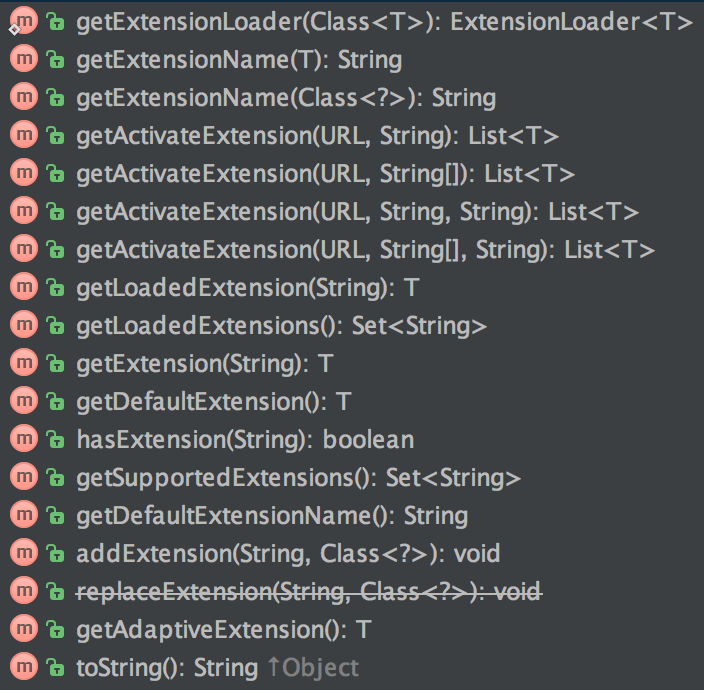 m getExtensionLoader(Class<T>): ExtensionLoader<T>
m getExtensionName(T): String
m getExtensionName(Class<?>): String
m getActivateExtension(URL, String): List<T>
m getActivateExtension(URL, String[]): List<T>
m getActivateExtension(URL, String, String): List<T>
m getActivateExtension(URL, String[], String): List<T>
m getLoadedExtension(String): T
m getLoadedExtensions(): Set<String>
m getExtension(String): T
m getDefaultExtension(): T
m hasExtension(String): boolean
m getSupportedExtensions(): Set<String>
m getDefaultExtensionName(): String
m addExtension(String, Class<?>): void
m replaceExtension(String, Class<?>): void
m getAdaptiveExtension(): T
m toString(): String ↑Object